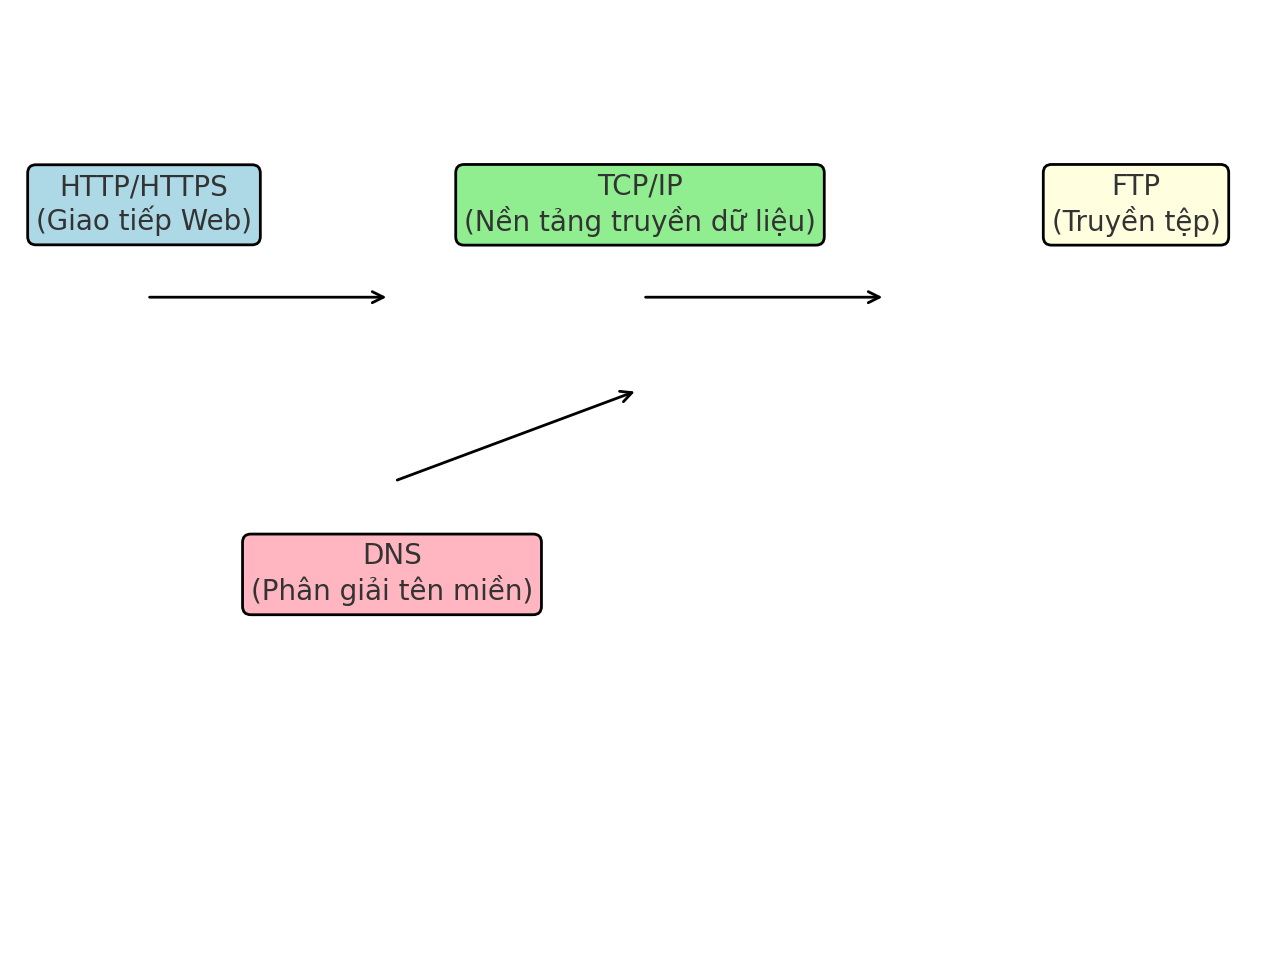 HTTP/HTTPS
(Giao tiếp Web)
TCP/IP
(Nền tảng truyền dữ liệu)
FTP
(Truyền tệp)
DNS
(Phân giải tên miền)